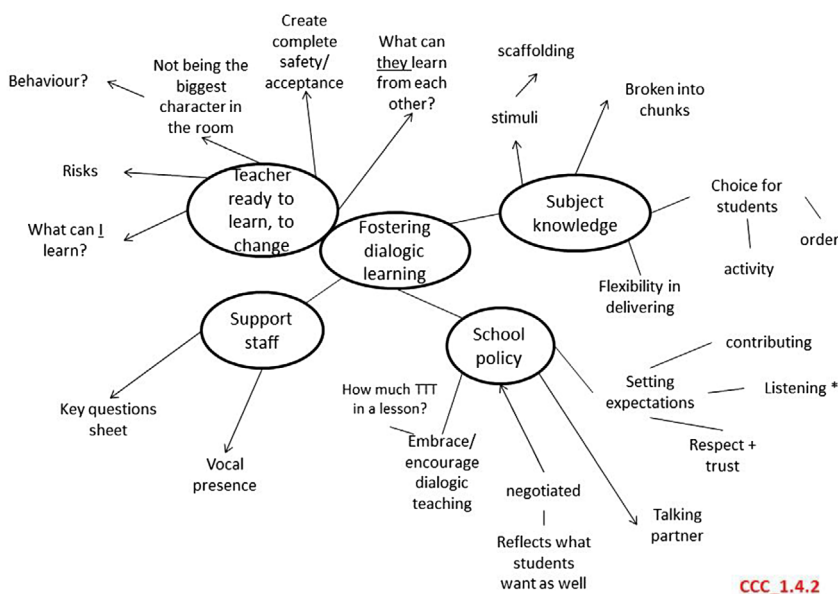 Behaviour?
Not being the
biggest
character in
the room
Create
complete
safety/
acceptance
What can
they learn
from each
other?
scaffolding
stimuli
Broken into
chunks
Risks
What can I
learn?
Teacher
ready to
learn, to
change
Fostering
dialogic
learning
Subject
knowledge
Choice for
students
order
activity
Flexibility in
delivering
Support
staff
Key questions
sheet
Vocal
presence
School
policy
How much TTT
in a lesson?
Embrace/
encourage
dialogic
teaching
negotiated
Reflects what
students
want as well
Talking
partner
Setting
expectations
contributing
Listening *
Respect +
trust
CCC_1.4.2